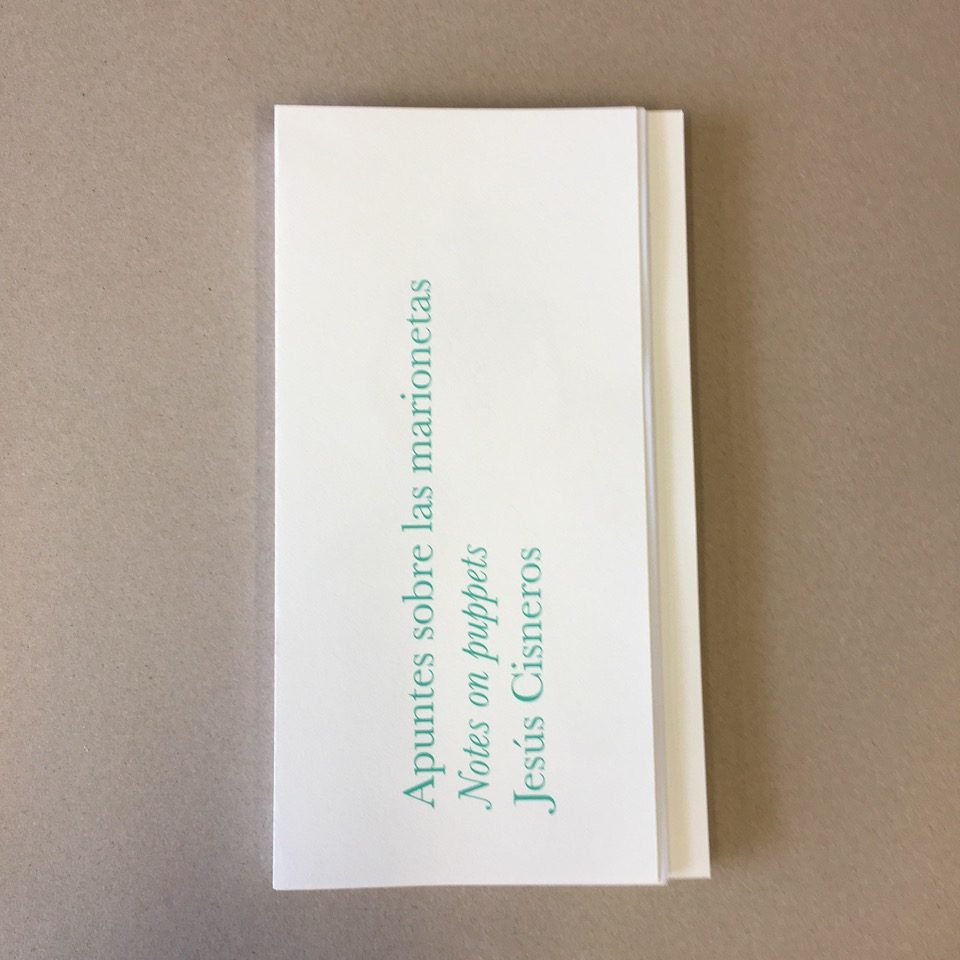 Apuntes sobre las marionetas
Notes on puppets
Jesús Cisneros